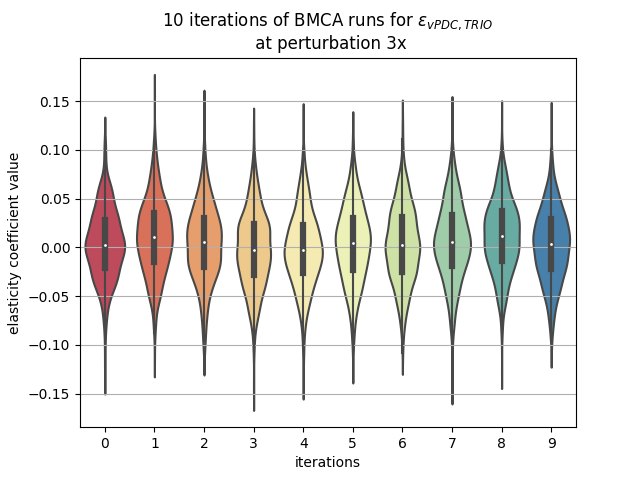 10 iterations of BMCA runs for ε_{vPDC, TRIO}
at perturbation 3x
elasticity coefficient value
0.15
0.10
0.05
0.00
−0.05
−0.10
−0.15
0 1 2 3 4 5 6 7 8 9
iterations